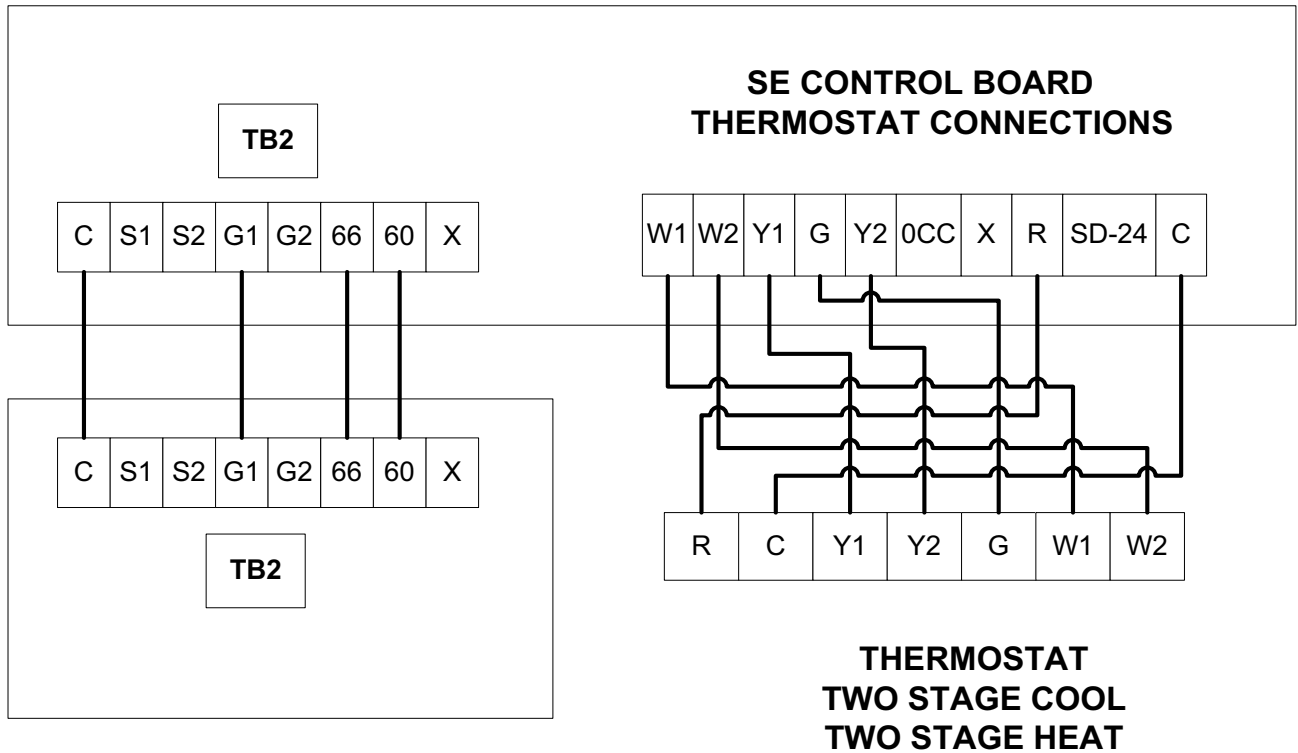 SE CONTROL BOARD
THERMOSTAT CONNECTIONS
TB2
C S1 S2 G1 G2 66 60 X
W1 W2 Y1 G Y2 0CC X R SD-24 C
C S1 S2 G1 G2 66 60 X
TB2
R C Y1 Y2 G W1 W2
THERMOSTAT
TWO STAGE COOL
TWO STAGE HEAT